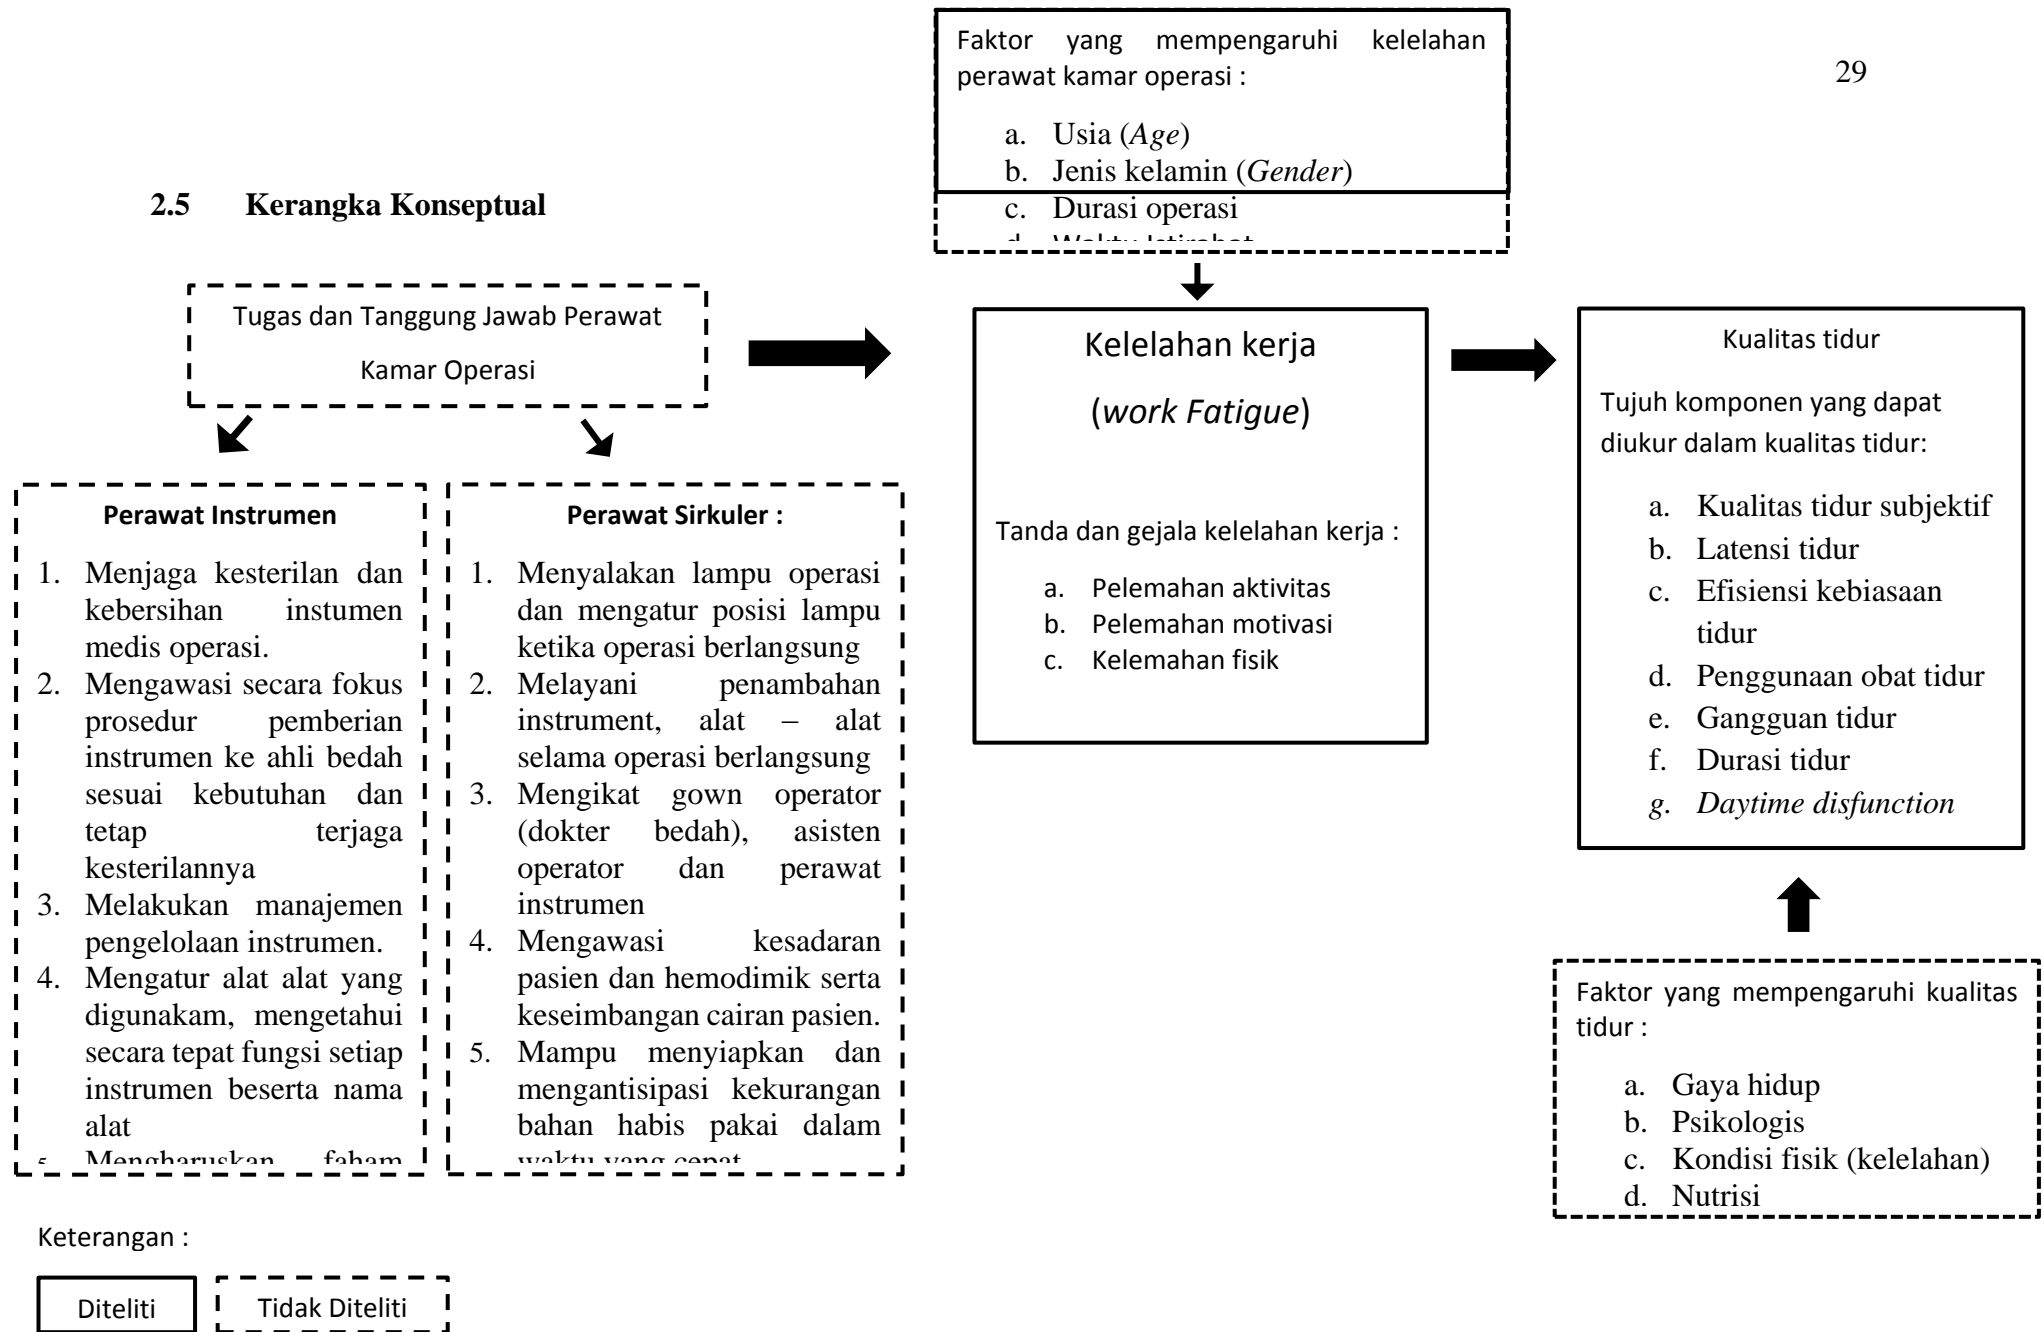 29
2.5 Kerangka Konseptual
Faktor yang mempengaruhi kelelahan
perawat kamar operasi :
a. Usia (Age)
b. Jenis kelamin (Gender)
c. Durasi operasi
d. Waktu Istirahat
Tugas dan Tanggung Jawab Perawat
Kamar Operasi
Perawat Instrumen
1. Menjaga kesterilan dan
kebersihan instumen
medis operasi.
2. Mengawasi secara fokus
prosedur pemberian
instrumen ke ahli bedah
sesuai kebutuhan dan
tetap terjaga
kesterilannya
3. Melakukan manajemen
pengelolaan instrumen.
4. Mengatur alat alat yang
digunakam, mengetahui
secara tepat fungsi setiap
instrumen beserta nama
alat
5. Mengharuskan faham
Perawat Sirkuler :
1. Menyalakan lampu operasi
dan mengatur posisi lampu
ketika operasi berlangsung
2. Melayani penambahan
instrument, alat – alat
selama operasi berlangsung
3. Mengikat gown operator
(dokter bedah), asisten
operator dan perawat
instrumen
4. Mengawasi kesadaran
pasien dan hemodimik serta
keseimbangan cairan pasien.
5. Mampu menyiapkan dan
mengantisipasi kekurangan
bahan habis pakai dalam
waktu yang cepat
Kelelahan kerja
(work Fatigue)
Tanda dan gejala kelelahan kerja :
a. Pelemahan aktivitas
b. Pelemahan motivasi
c. Kelemahan fisik
Kualitas tidur
Tujuh komponen yang dapat
diukur dalam kualitas tidur:
a. Kualitas tidur subjektif
b. Latensi tidur
c. Efisiensi kebiasaan
tidur
d. Penggunaan obat tidur
e. Gangguan tidur
f. Durasi tidur
g. Daytime disfunction
Faktor yang mempengaruhi kualitas
tidur :
a. Gaya hidup
b. Psikologis
c. Kondisi fisik (kelelahan)
d. Nutrisi
Keterangan :
Diteliti
Tidak Diteliti